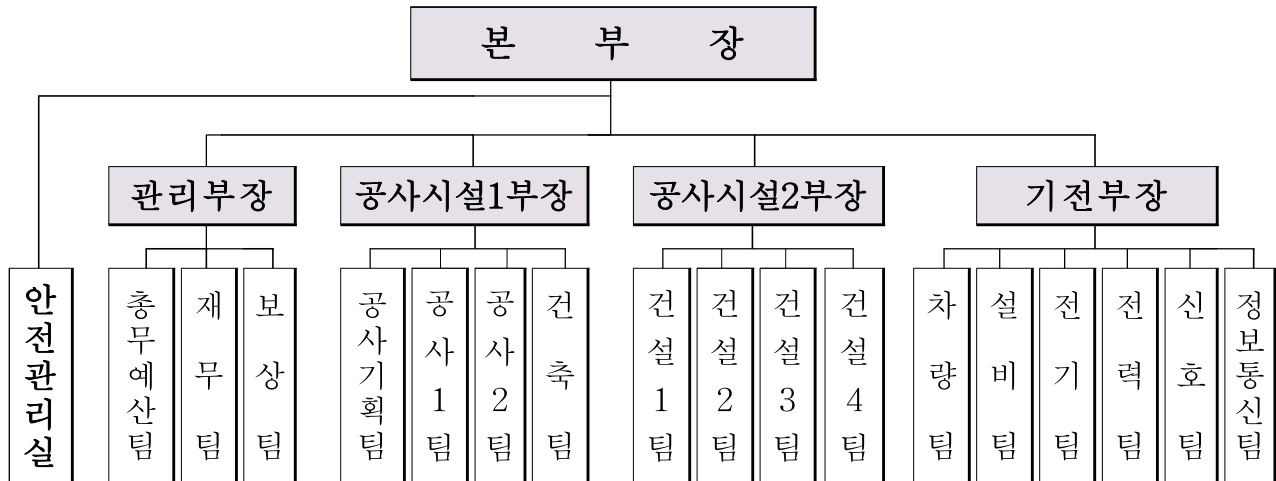 본 부 장
관리부장
공사시설1부장
공사시설2부장
기전부장
안전관리실
총무예산팀
재무팀
보상팀
공사기획팀
공사1팀
공사2팀
건축팀
건설1팀
건설2팀
건설3팀
건설4팀
차량팀
설비팀
전기팀
전력팀
신호팀
정보통신팀